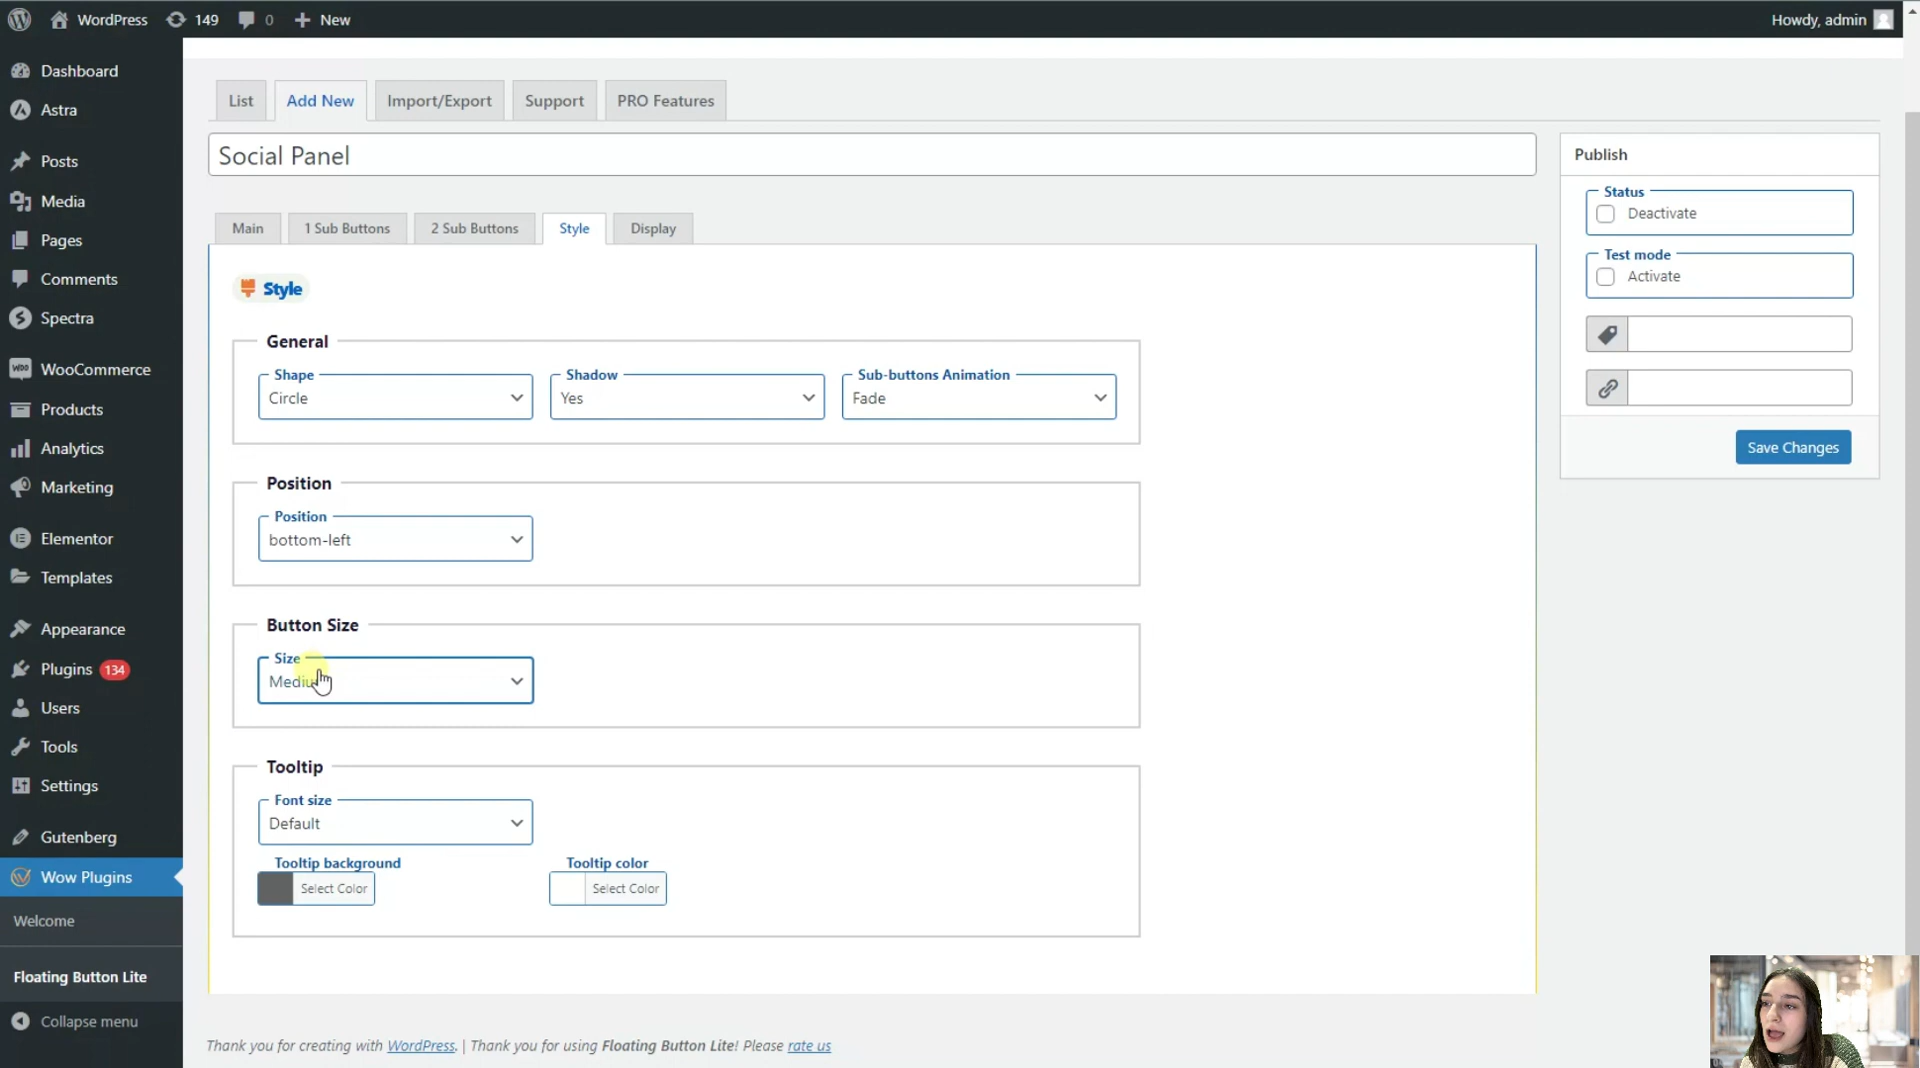 WordPress 149 0 New Howdy, admin
Dashboard
Astra
Posts
Media
Pages
Comments
Spectra
WooCommerce
Products
Analytics
Marketing
Elementor
Templates
Appearance
Plugins 134
Users
Tools
Settings
Gutenberg
Wow Plugins
Welcome
Floating Button Lite
Collapse menu
List Add New Import/Export Support PRO Features
Social Panel
Main 1 Sub Buttons 2 Sub Buttons Style Display
Style
General
Shape Shadow Sub-buttons Animation
Circle Yes Fade
Position
Position
bottom-left
Button Size
Size
Tooltip
Font size
Default
Tooltip background Tooltip color
Select Color Select Color
Publish
Status
Deactivate
Test mode
Activate
Save Changes
Thank you for creating with WordPress. | Thank you for using Floating Button Lite! Please rate us